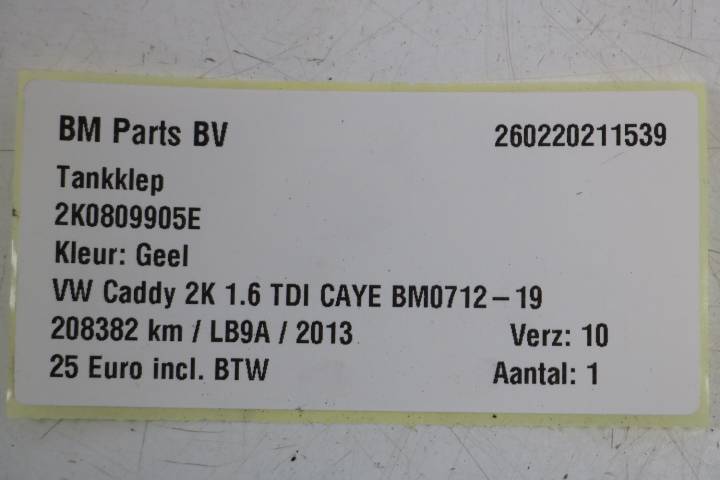 BM Parts BV 260220211539
Tankklep
2K0809905E
Kleur: Geel
VW Caddy 2K 1.6 TDI CAYE BM0712-19
208382 km / LB9A / 2013 Verz: 10
25 Euro incl. BTW Aantal: 1